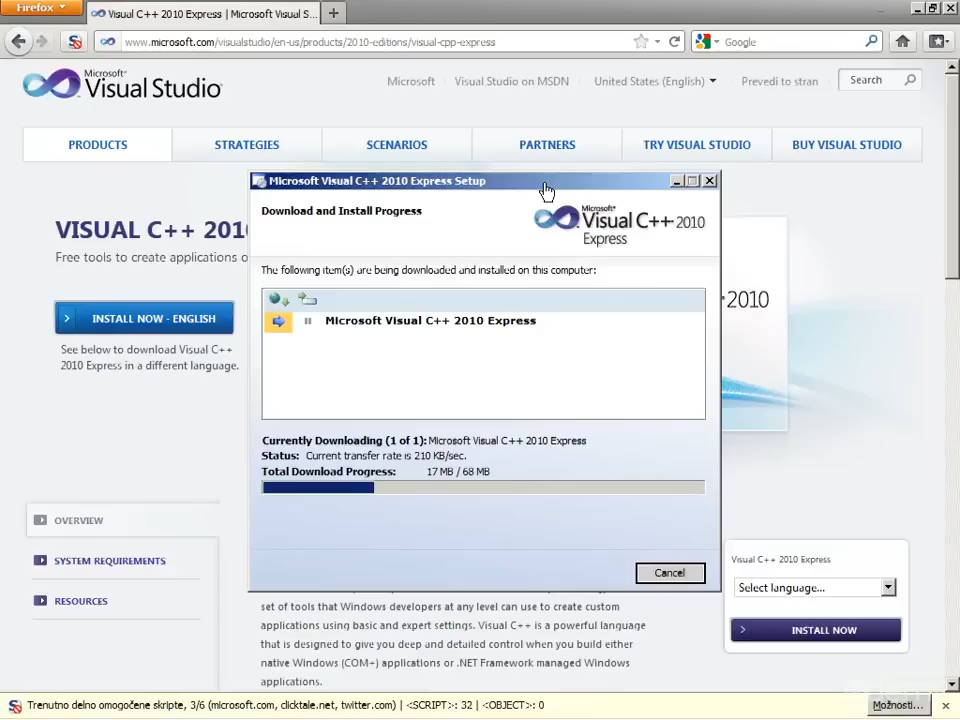 Firefox
Visual C++ 2010 Express | Microsoft Visual S...
www.microsoft.com/visualstudio/en-us/products/2010-editions/visual-cpp-express
Google
Microsoft
Visual Studio
Microsoft
Visual Studio on MSDN
United States (English)
Prevedi to stran
Search
PRODUCTS
STRATEGIES
SCENARIOS
PARTNERS
TRY VISUAL STUDIO
BUY VISUAL STUDIO
Microsoft Visual C++ 2010 Express Setup
Download and Install Progress
Microsoft
Visual C++ 2010
Express
VISUAL C++ 201
Free tools to create applications o
The following item(s) are being downloaded and installed on this computer:
2010
Microsoft Visual C++ 2010 Express
INSTALL NOW - ENGLISH
See below to download Visual C++
2010 Express in a different language.
Currently Downloading (1 of 1): Microsoft Visual C++ 2010 Express
Status: Current transfer rate is 210 KB/sec.
Total Download Progress: 17 MB / 68 MB
Cancel
OVERVIEW
SYSTEM REQUIREMENTS
RESOURCES
Visual C++ 2010 Express
Select language...
INSTALL NOW
set of tools that Windows developers at any level can use to create custom
applications using basic and expert settings. Visual C++ is a powerful language
that is designed to give you deep and detailed control when you build either
native Windows (COM+) applications or .NET Framework managed Windows
applications.
Trenutno delno omogočene skripte, 3/6 (microsoft.com, clicktale.net, twitter.com) | <SCRIPT>: 32 | <OBJECT>: 0
Možnosti...